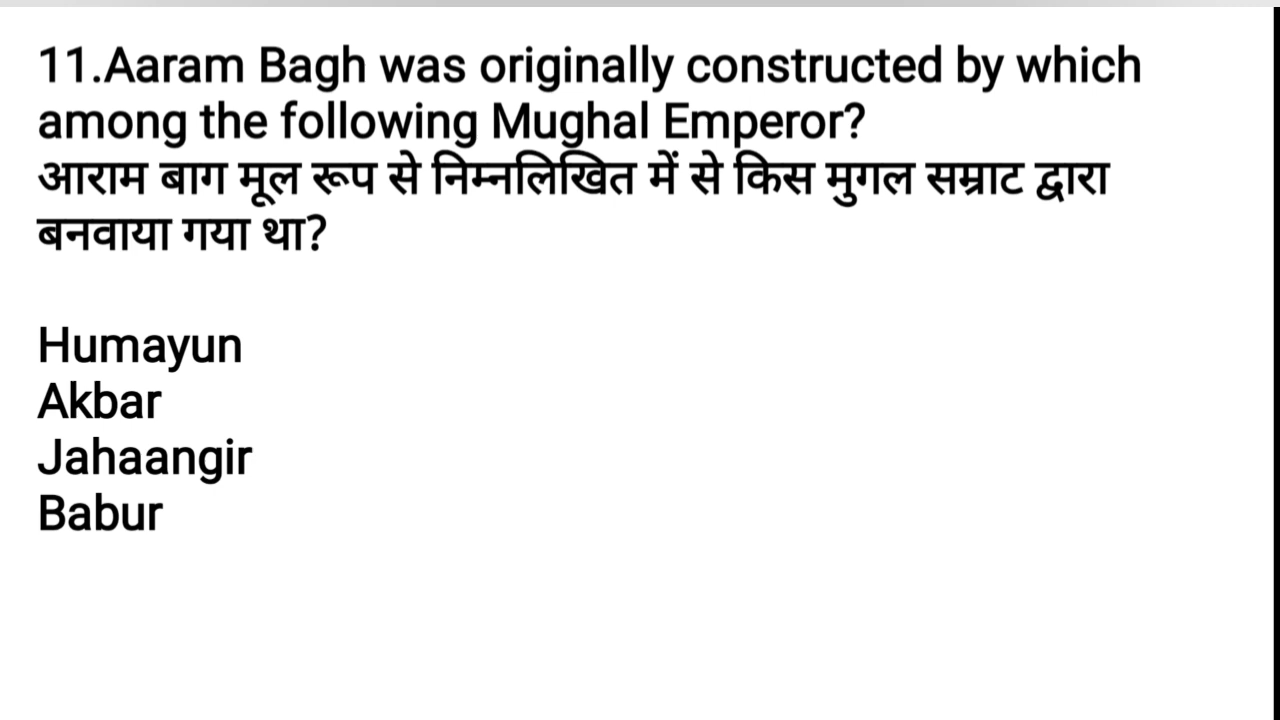 11.Aaram Bagh was originally constructed by which
among the following Mughal Emperor?
आराम बाग मूल रूप से निम्नलिखित में से किस मुगल सम्राट द्वारा
बनवाया गया था?
Humayun
Akbar
Jahaangir
Babur